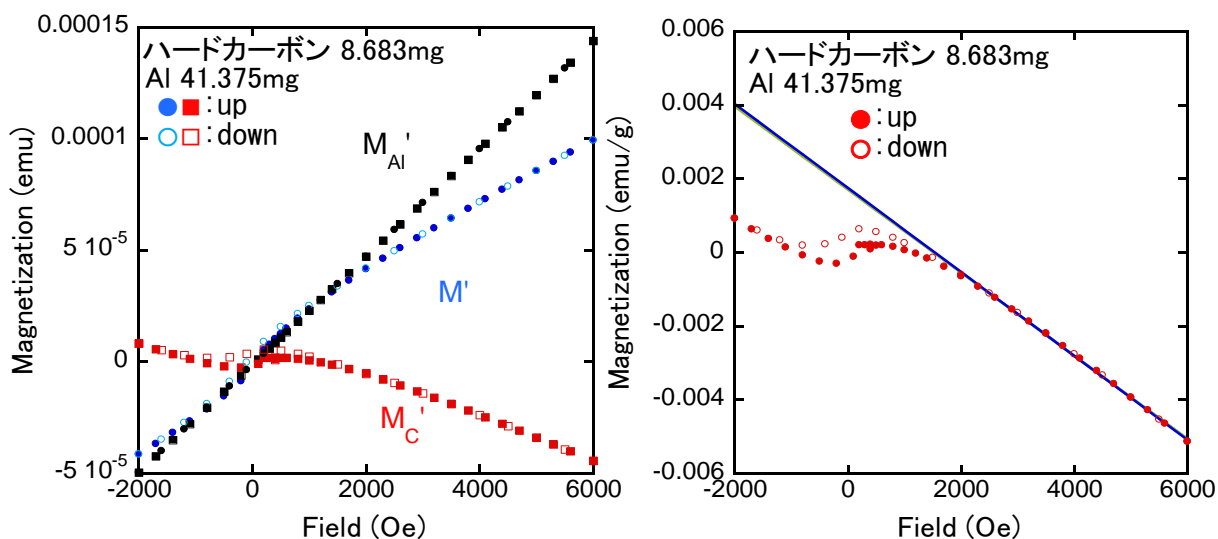 0.00015
0.0001
5 10-5
0
-5 10-5
Magnetization (emu)
ハードカーボン 8.683mg
Al 41.375mg
:up
:down
MAl'
M'
MC'
-2000 0 2000 4000 6000
Field (Oe)
0.006
0.004
0.002
0
-0.002
-0.004
-0.006
Magnetization (emu/g)
ハードカーボン 8.683mg
Al 41.375mg
:up
:down
-2000 0 2000 4000 6000
Field (Oe)